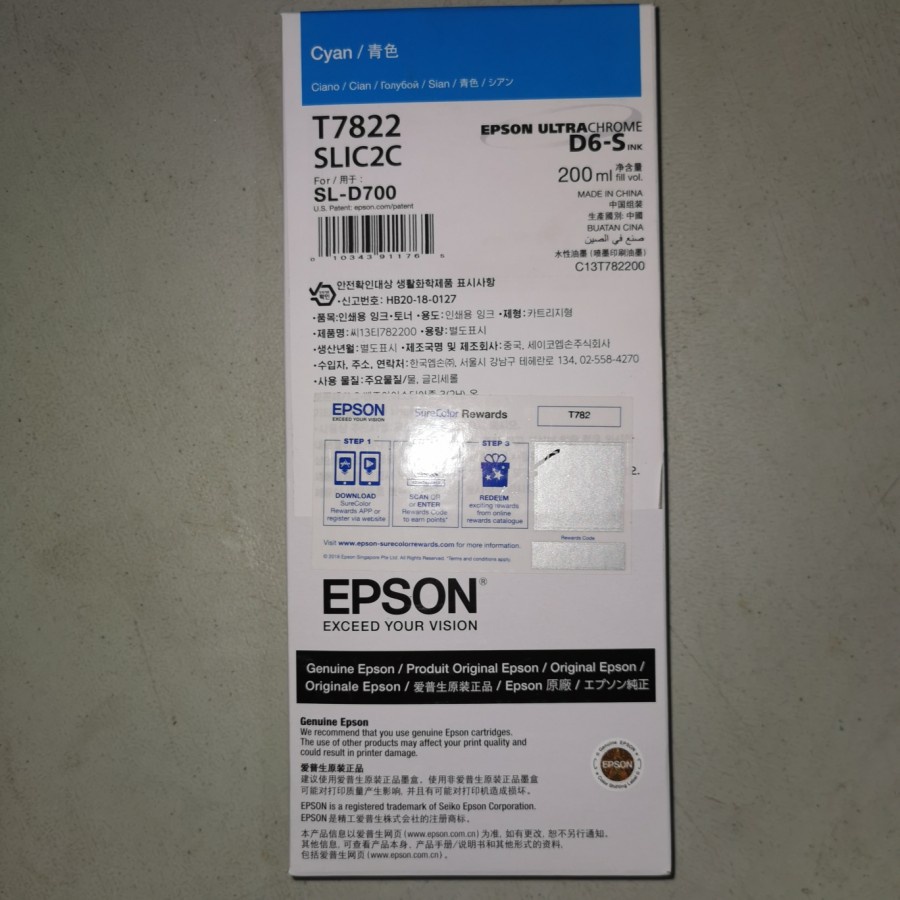 Cyan / 青色
Ciano / Cian / Голубой / Sian / 青色 / シアン
T7822
SLIC2C
For / 用于 :
SL-D700
U.S. Patent: epson.com/patent
0 10343 91176 5
EPSON ULTRACHROME
D6-S INK
200 ml 净含量 fill vol.
MADE IN CHINA
中国组装
生產國別: 中國
BUATAN CINA
صنع في الصين
水性油墨 (喷墨印刷油墨)
C13T782200
안전확인대상 생활화학제품 표시사항
·신고번호: HB20-18-0127
·품목:인쇄용 잉크·토너 ·용도: 인쇄용 잉크 ·제형: 카트리지형
·제품명: 씨13티782200 ·용량: 별도표시
·생산년월: 별도표시 ·제조국명 및 제조회사: 중국, 세이코엡손주식회사
·수입자, 주소, 연락처: 한국엡손㈜, 서울시 강남구 테헤란로 134, 02-558-4270
·사용 물질: 주요물질/물, 글리세롤
EPSON
EXCEED YOUR VISION
SureColor Rewards
T782
STEP 1
DOWNLOAD
SureColor
Rewards APP or
register via website
SCAN QR
or ENTER
Rewards Code
to earn points*
STEP 3
REDEEM
exciting rewards
from online
rewards catalogue
Rewards Code
Visit www.epson-surecolorrewards.com for more information.
Epson Singapore Pte Ltd. All Rights Reserved. *Terms and conditions apply.
2.
EPSON®
EXCEED YOUR VISION
Genuine Epson / Produit Original Epson / Original Epson /
Originale Epson / 爱普生原装正品 / Epson 原廠 / エプソン純正
Genuine Epson
We recommend that you use genuine Epson cartridges.
The use of other products may affect your print quality and
could result in printer damage.
爱普生原装正品
建议使用爱普生原装正品墨盒。使用非爱普生原装正品墨盒
可能对打印质量产生影响, 并且有可能对打印机造成损坏。
EPSON is a registered trademark of Seiko Epson Corporation.
EPSON 是精工爱普生株式会社的注册商标。
本产品信息以爱普生网页 (www.epson.com.cn) 为准, 如有更改, 恕不另行通知。
其他信息, 可查看产品本身, 产品手册/说明书和其他形式的资料,
包括爱普生网页 (www.epson.com.cn) 。
Genuine EPSON
EPSON